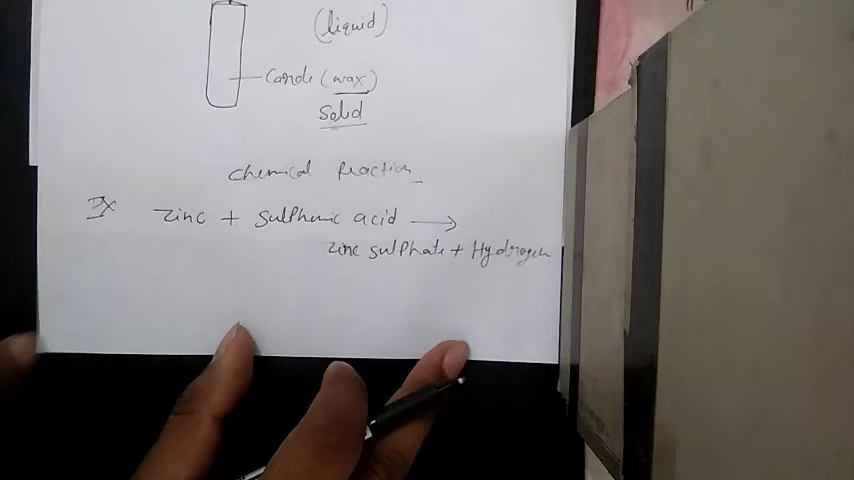 (liquid)
Candle (wax)
Solid
Chemical Reaction
EX Zinc + Sulphuric acid →
Zinc sulphate + Hydrogen